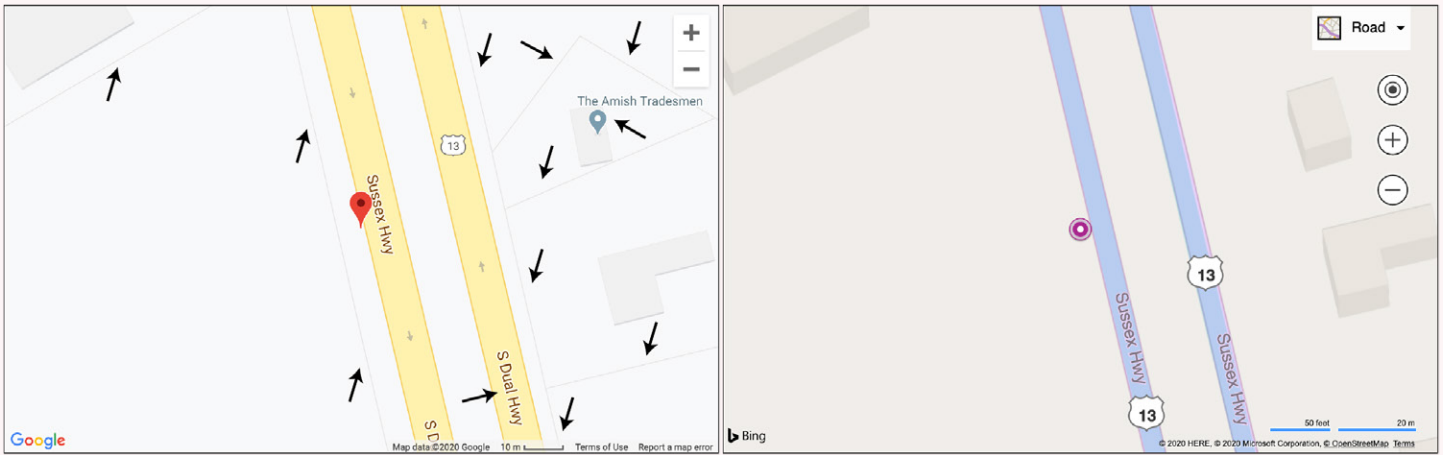 +
−
The Amish Tradesmen
13
Sussex Hwy
S Dual Hwy
S D
Google
Map data ©2020 Google 10 m Terms of Use Report a map error
Road
+
−
13
Sussex Hwy
Sussex Hwy
13
50 feet 20 m
Bing
© 2020 HERE, © 2020 Microsoft Corporation, © OpenStreetMap Terms